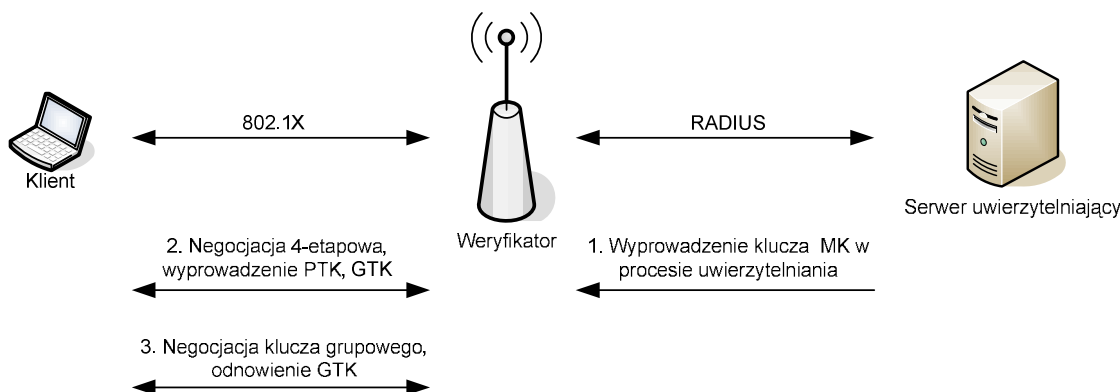 802.1X
RADIUS
Klient
Weryfikator
Serwer uwierzytelniający
2. Negocjacja 4-etapowa,
wyprowadzenie PTK, GTK
1. Wyprowadzenie klucza MK w
procesie uwierzytelniania
3. Negocjacja klucza grupowego,
odnowienie GTK